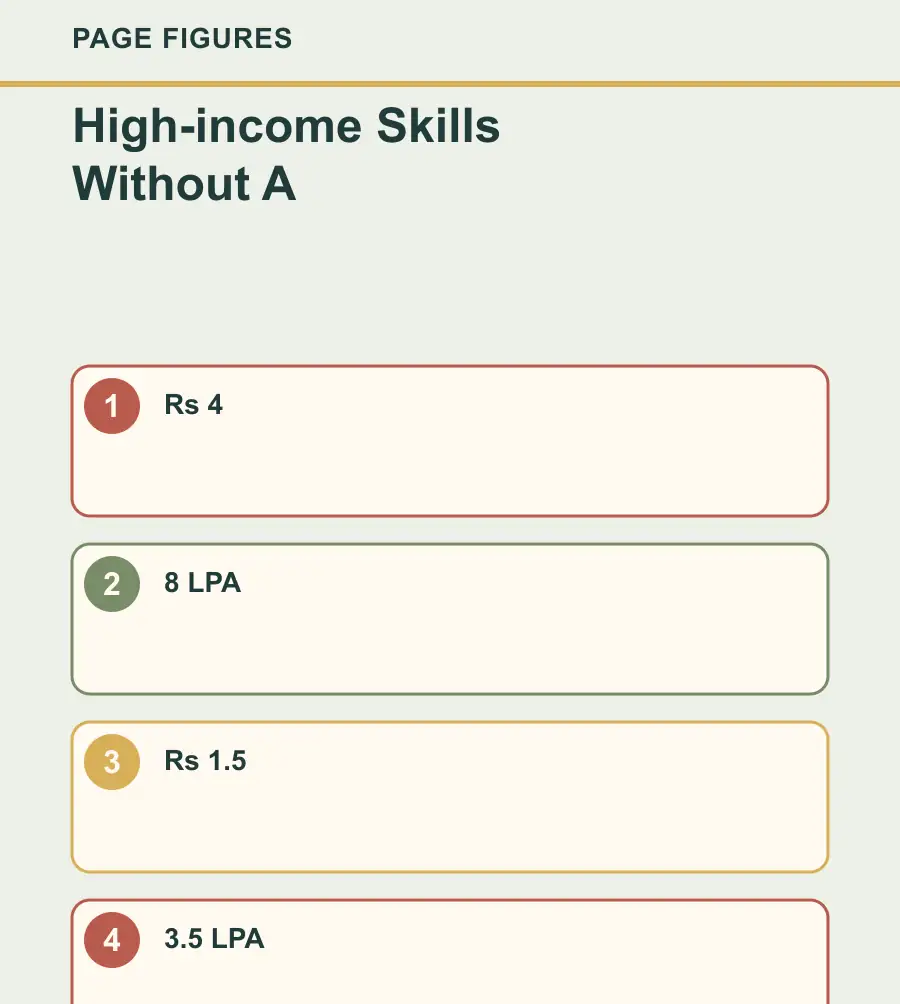 PAGE FIGURES
High-income Skills
Without A
1 Rs 4
2 8 LPA
3 Rs 1.5
4 3.5 LPA